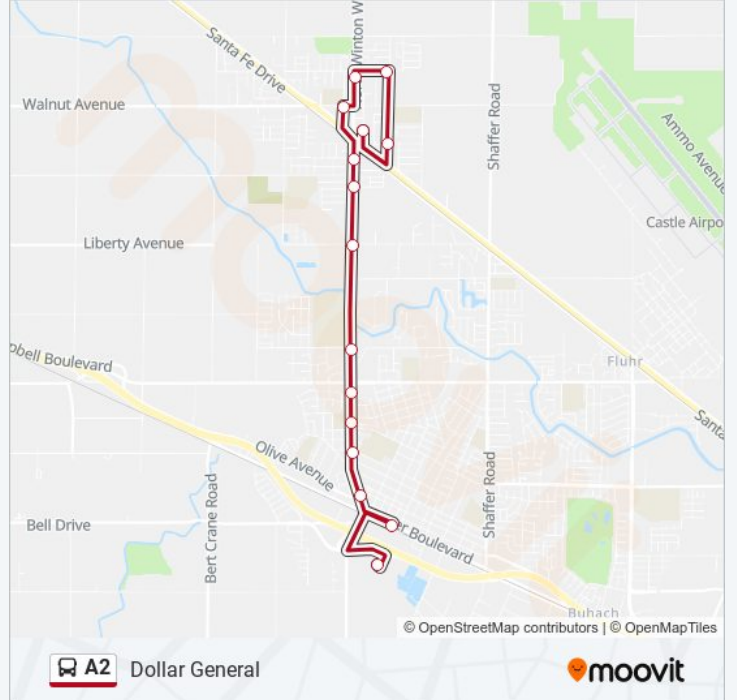 Winton W
Santa Fe Drive
Walnut Avenue
Shaffer Road
Ammo Avenue
Castle Airpo
Liberty Avenue
pbell Boulevard
Fluhr
Santa
Olive Avenue
Shaffer Road
Bert Crane Road
Bell Drive
er Boulevard
Buhach
© OpenStreetMap contributors | © OpenMapTiles
A2 Dollar General
moovit